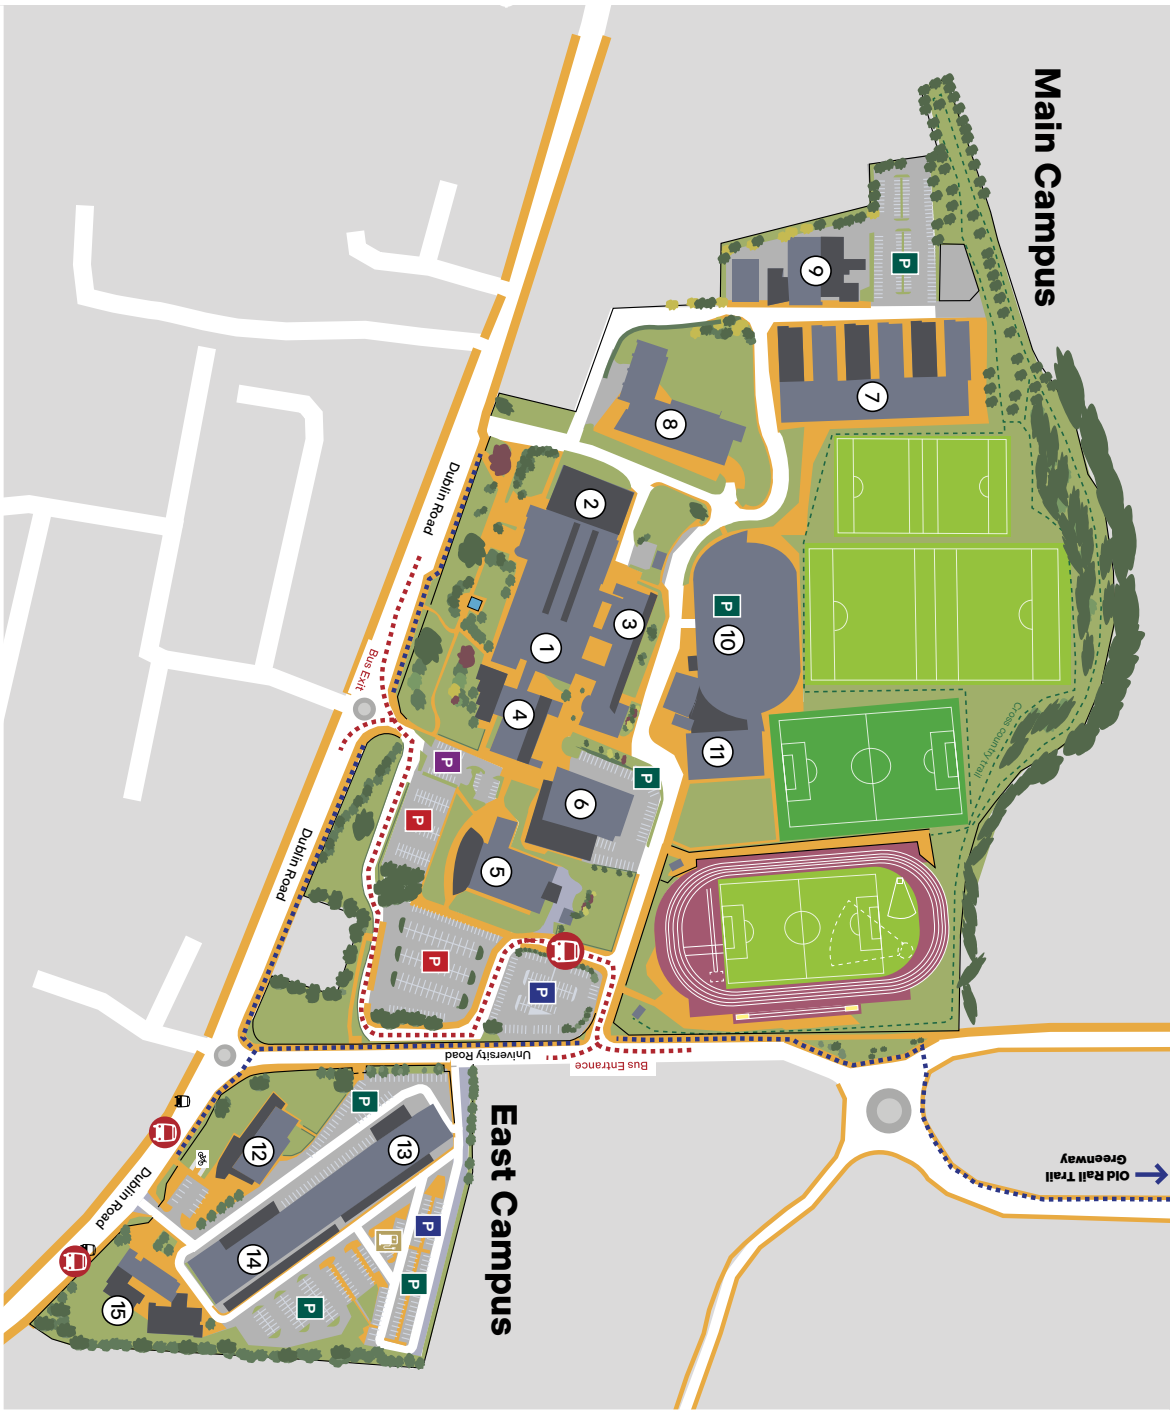 Main Campus
P
9
7
8
Dublin Road
2
3
P
10
1
Bus Exit
4
11
Cross country trail
P
P
6
P
5
Dublin Road
P
P
University Road
Bus Entrance
East Campus
P
12
13
Old Rail Trail
Greenway
Dublin Road
P
14
P
P
15